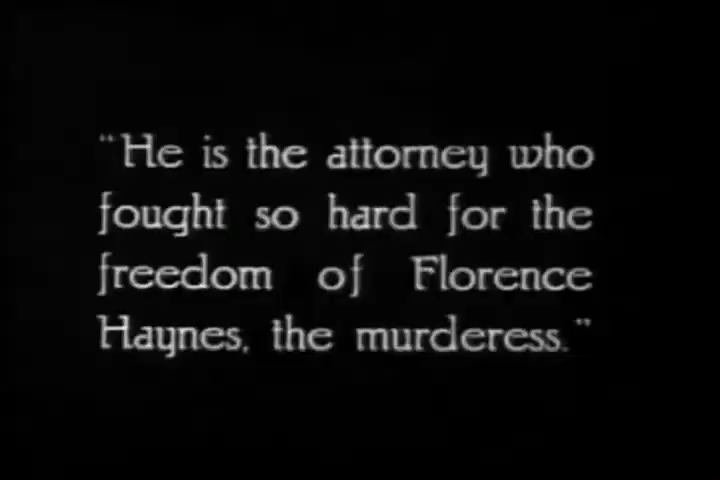 "He is the attorney who
fought so hard for the
freedom of Florence
Haynes, the murderess."